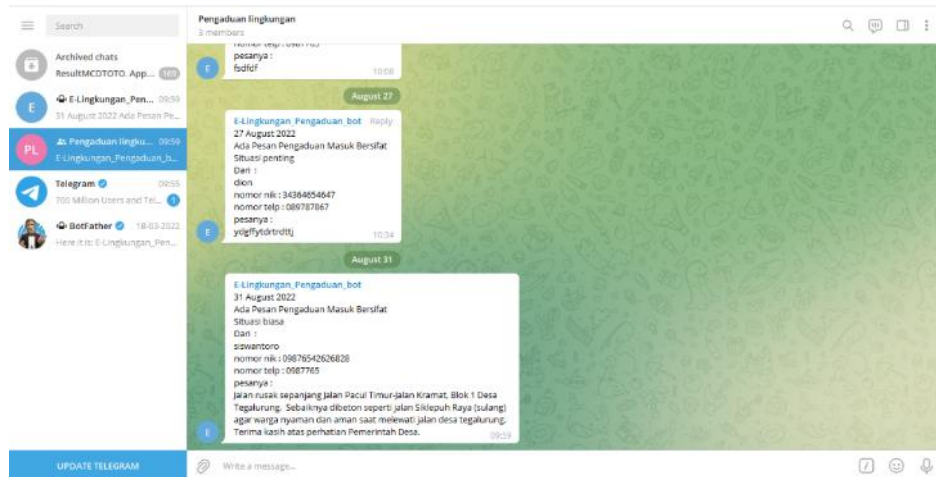 Search
Archived chats
ResultMCDTOTO. App... 169
E-Lingkungan_Pen... 09:59
31 August 2022 Ada Pesan Pe...
PL
Pengaduan lingku... 09:59
E-Lingkungan_Pengaduan_b...
Telegram 09:55
700 Million Users and Tel... 1
BotFather 18-03-2022
Here it is: E-Lingkungan_Pen...
UPDATE TELEGRAM
Pengaduan lingkungan
3 members
nomor telp : 0987765
pesanya :
fsdfdf
10:08
August 27
E-Lingkungan_Pengaduan_bot Reply
27 August 2022
Ada Pesan Pengaduan Masuk Bersifat
Situasi penting
Dari :
dion
nomor nik : 34364654647
nomor telp : 089787867
pesanya :
ydgffytdrtrdttj
10:34
August 31
E-Lingkungan_Pengaduan_bot
31 August 2022
Ada Pesan Pengaduan Masuk Bersifat
Situasi biasa
Dari :
siswantoro
nomor nik : 09876542626828
nomor telp : 0987765
pesanya :
Jalan rusak sepanjang Jalan Pacul Timur-Jalan Kramat, Blok 1 Desa
Tegalurung. Sebaiknya dibeton seperti jalan Siklepuh Raya (sulang)
agar warga nyaman dan aman saat melewati jalan desa tegalurung.
Terima kasih atas perhatian Pemerintah Desa.
09:59
Write a message...